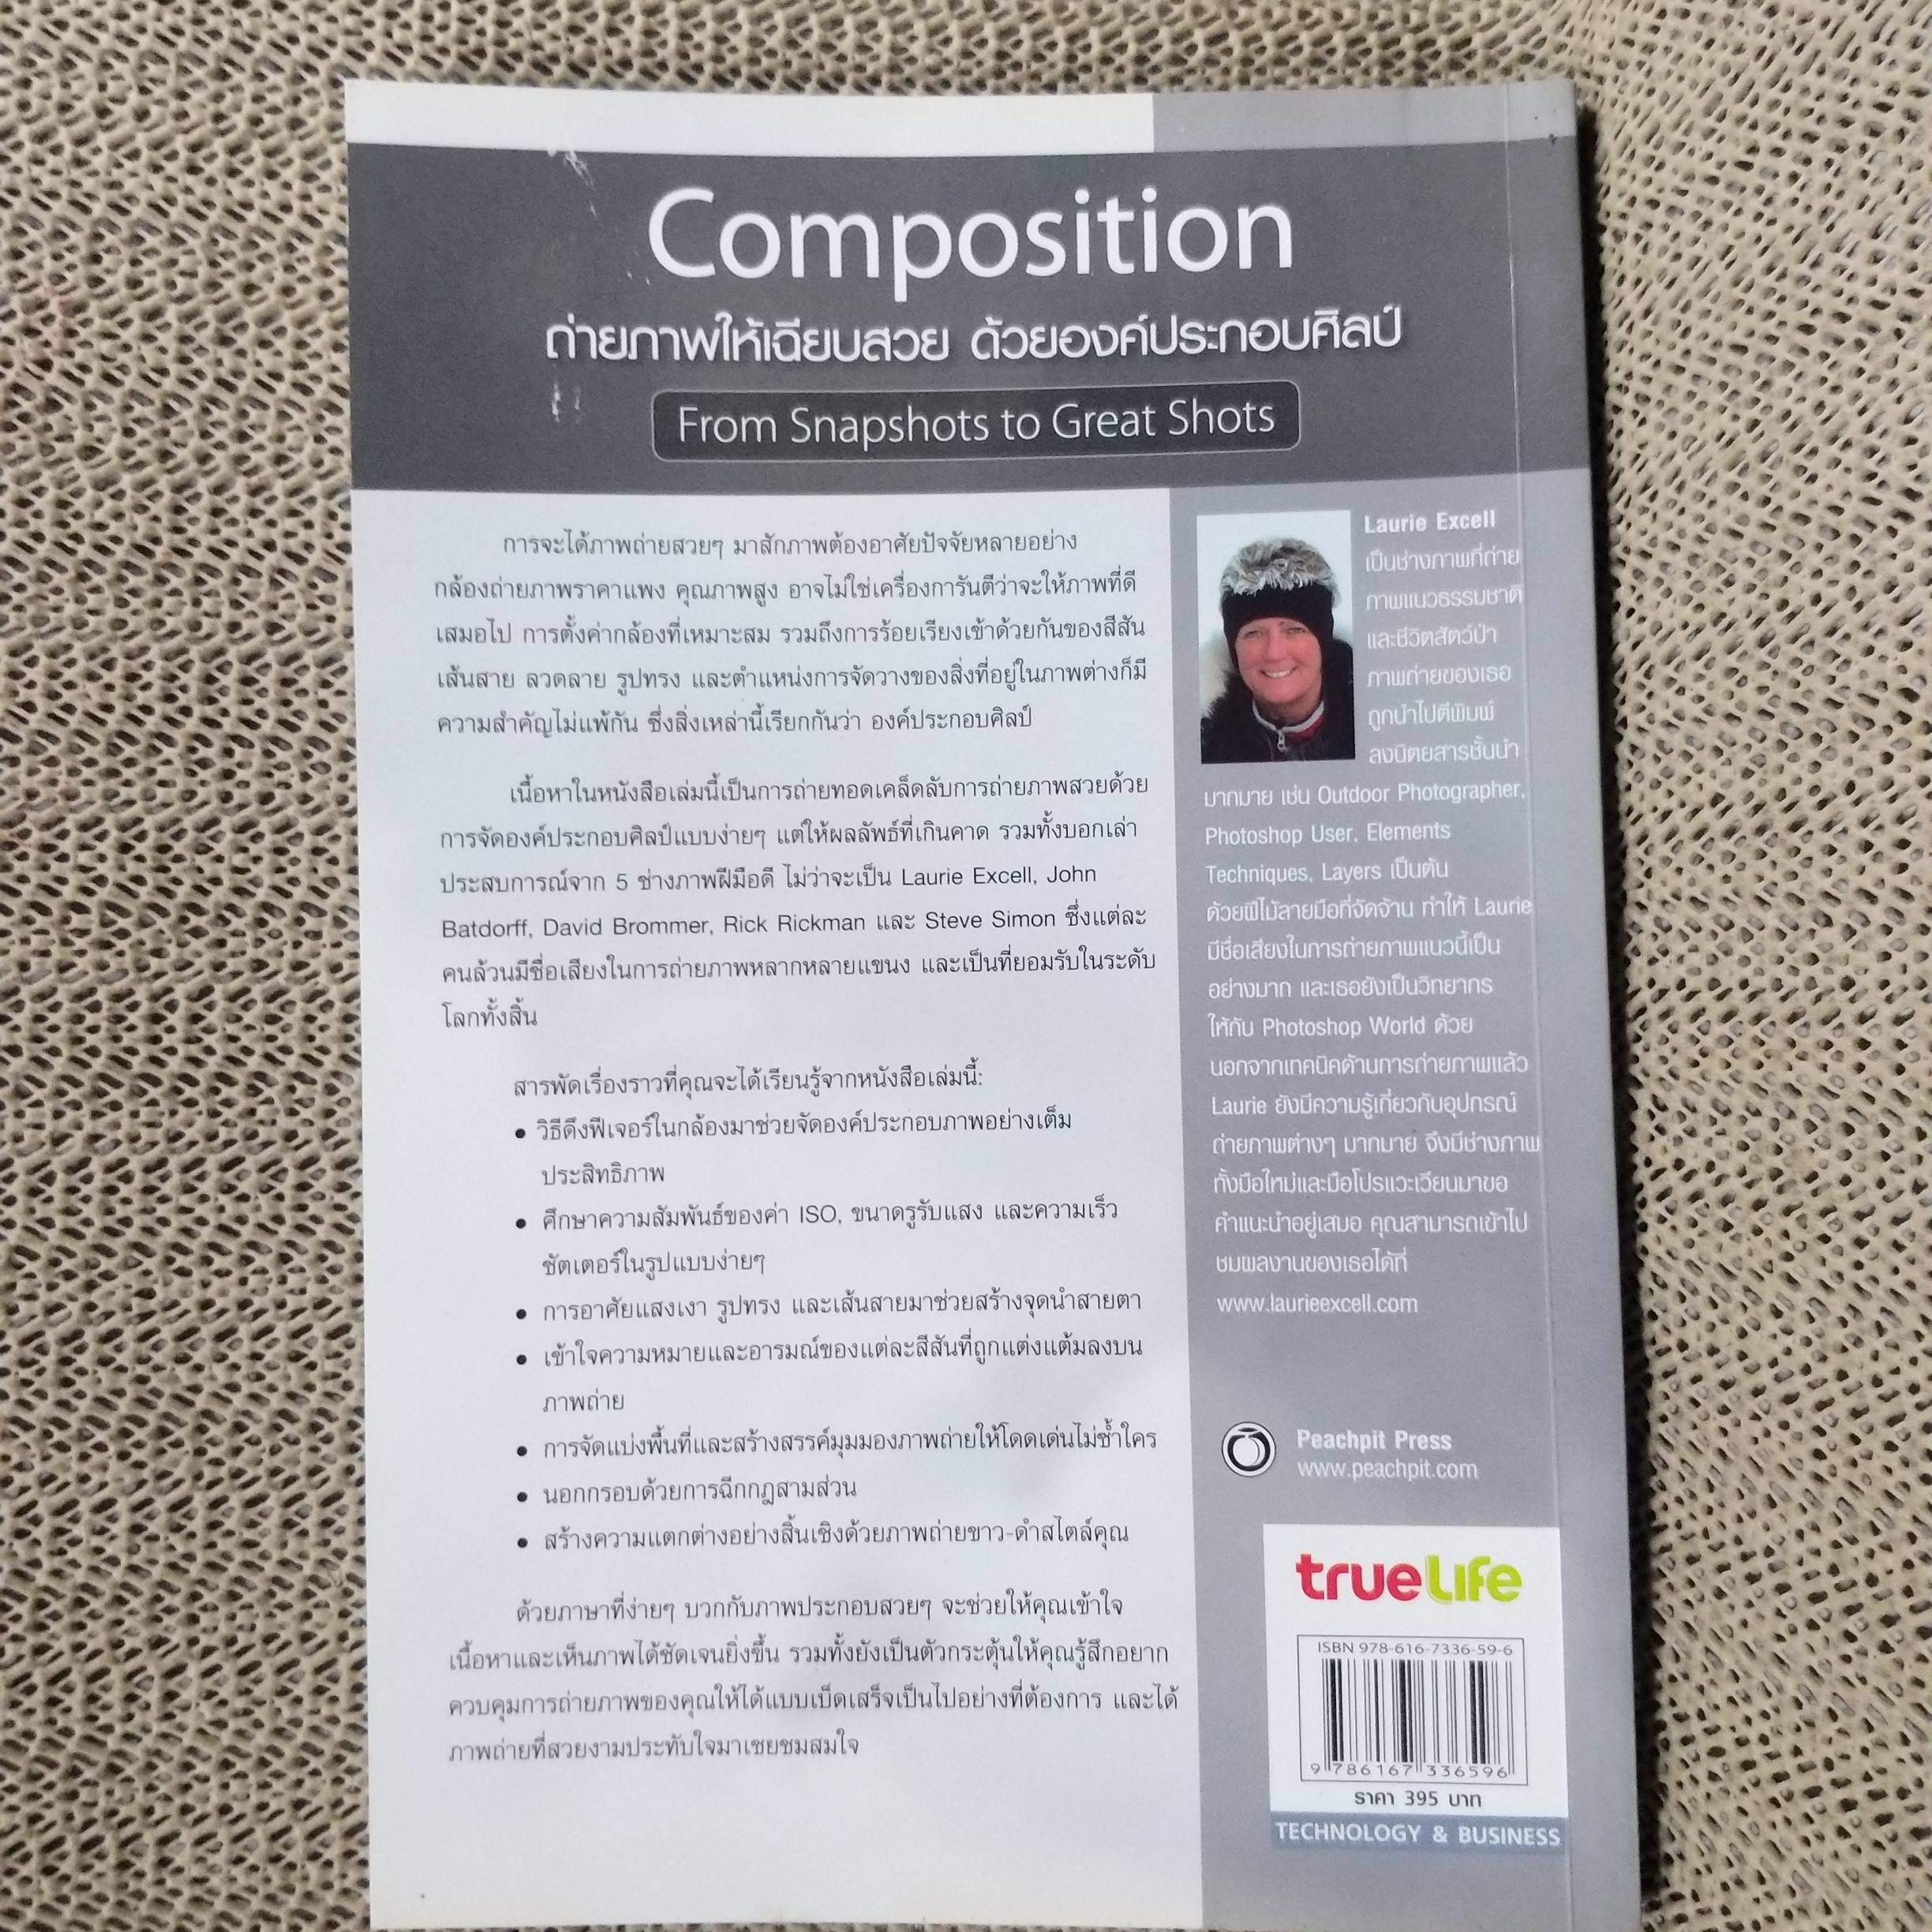 Composition
ถ่ายภาพให้เฉียบสวย ด้วยองค์ประกอบศิลป์
From Snapshots to Great Shots
การจะได้ภาพถ่ายสวยๆ มาสักภาพต้องอาศัยปัจจัยหลายอย่าง
กล้องถ่ายภาพราคาแพง คุณภาพสูง อาจไม่ใช่เครื่องการันตีว่าจะให้ภาพที่ดี
เสมอไป การตั้งค่ากล้องที่เหมาะสม รวมถึงการร้อยเรียงเข้าด้วยกันของสีสัน
เส้นสาย ลวดลาย รูปทรง และตำแหน่งการจัดวางของสิ่งที่อยู่ในภาพต่างก็มี
ความสำคัญไม่แพ้กัน ซึ่งสิ่งเหล่านี้เรียกกันว่า องค์ประกอบศิลป์
เนื้อหาในหนังสือเล่มนี้เป็นการถ่ายทอดเคล็ดลับการถ่ายภาพสวยด้วย
การจัดองค์ประกอบศิลป์แบบง่ายๆ แต่ให้ผลลัพธ์ที่เกินคาด รวมทั้งบอกเล่า
ประสบการณ์จาก 5 ช่างภาพฝีมือดี ไม่ว่าจะเป็น Laurie Excell, John
Batdorff, David Brommer, Rick Rickman และ Steve Simon ซึ่งแต่ละ
คนล้วนมีชื่อเสียงในการถ่ายภาพหลากหลายแขนง และเป็นที่ยอมรับในระดับ
โลกทั้งสิ้น
สารพัดเรื่องราวที่คุณจะได้เรียนรู้จากหนังสือเล่มนี้:
• วิธีดึงฟีเจอร์ในกล้องมาช่วยจัดองค์ประกอบภาพอย่างเต็ม
ประสิทธิภาพ
• ศึกษาความสัมพันธ์ของค่า ISO, ขนาดรูรับแสง และความเร็ว
ชัตเตอร์ในรูปแบบง่ายๆ
• การอาศัยแสงเงา รูปทรง และเส้นสายมาช่วยสร้างจุดนำสายตา
• เข้าใจความหมายและอารมณ์ของแต่ละสีสันที่ถูกแต่งแต้มลงบน
ภาพถ่าย
• การจัดแบ่งพื้นที่และสร้างสรรค์มุมมองภาพถ่ายให้โดดเด่นไม่ซ้ำใคร
• นอกกรอบด้วยการฉีกกฎสามส่วน
• สร้างความแตกต่างอย่างสิ้นเชิงด้วยภาพถ่ายขาว-ดำสไตล์คุณ
ด้วยภาษาที่ง่ายๆ บวกกับภาพประกอบสวยๆ จะช่วยให้คุณเข้าใจ
เนื้อหาและเห็นภาพได้ชัดเจนยิ่งขึ้น รวมทั้งยังเป็นตัวกระตุ้นให้คุณรู้สึกอยาก
ควบคุมการถ่ายภาพของคุณให้ได้แบบเบ็ดเสร็จเป็นไปอย่างที่ต้องการ และได้
ภาพถ่ายที่สวยงามประทับใจมาเชยชมสมใจ
Laurie Excell
เป็นช่างภาพที่ถ่าย
ภาพแนวธรรมชาติ
และชีวิตสัตว์ป่า
ภาพถ่ายของเธอ
ถูกนำไปตีพิมพ์
ลงนิตยสารชั้นนำ
มากมาย เช่น Outdoor Photographer,
Photoshop User, Elements
Techniques, Layers เป็นต้น
ด้วยฝีไม้ลายมือที่จัดจ้าน ทำให้ Laurie
มีชื่อเสียงในการถ่ายภาพแนวนี้เป็น
อย่างมาก และเธอยังเป็นวิทยากร
ให้กับ Photoshop World ด้วย
นอกจากเทคนิคด้านการถ่ายภาพแล้ว
Laurie ยังมีความรู้เกี่ยวกับอุปกรณ์
ถ่ายภาพต่างๆ มากมาย จึงมีช่างภาพ
ทั้งมือใหม่และมือโปรแวะเวียนมาขอ
คำแนะนำอยู่เสมอ คุณสามารถเข้าไป
ชมผลงานของเธอได้ที่
www.laurieexcell.com
Peachpit Press
www.peachpit.com
truelife
ISBN 978-616-7336-59-6
9 786167 336596
ราคา 395 บาท
TECHNOLOGY & BUSINESS